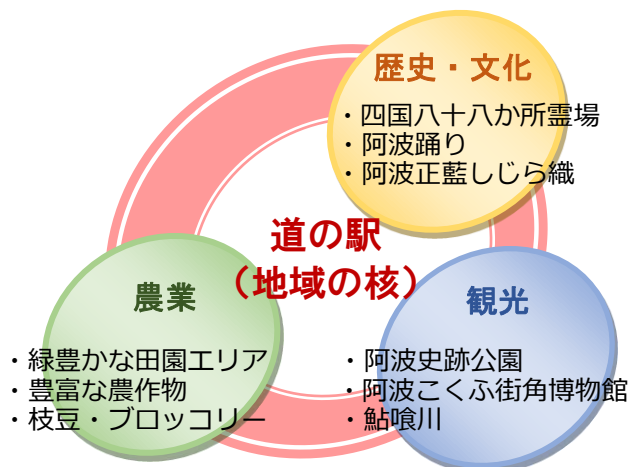 歴史・文化
・四国八十八か所霊場
・阿波踊り
・阿波正藍しじら織
道の駅
（地域の核）
農業
・緑豊かな田園エリア
・豊富な農作物
・枝豆・ブロッコリー
観光
・阿波史跡公園
・阿波こくふ街角博物館
・鮎喰川